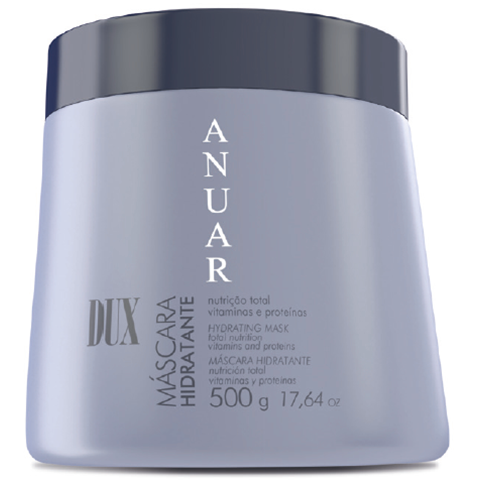 ANUAR
DUX
MÁSCARA
HIDRATANTE
nutrição total
vitaminas e proteínas
HYDRATING MASK
total nutrition
vitamins and proteins
MÁSCARA HIDRATANTE
nutrición total
vitaminas y proteinas
500 g 17,64 OZ